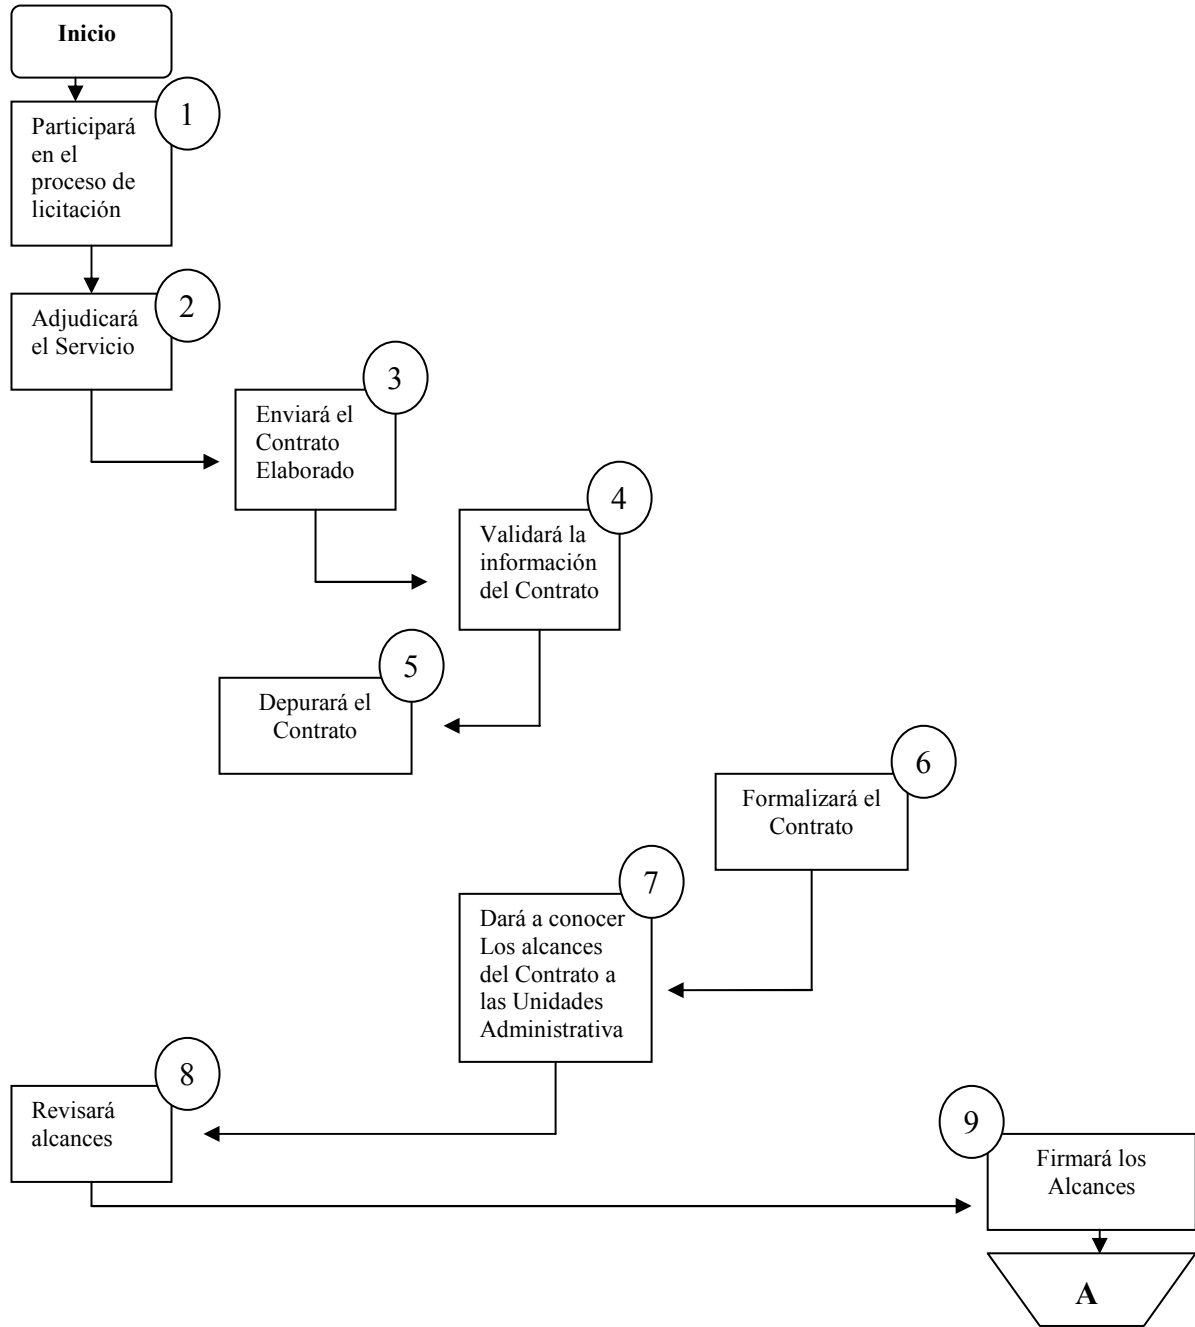 Inicio
1
Participará
en el
proceso de
licitación
2
Adjudicará
el Servicio
3
Enviará el
Contrato
Elaborado
4
Validará la
información
del Contrato
5
Depurará el
Contrato
6
Formalizará el
Contrato
7
Dará a conocer
Los alcances
del Contrato a
las Unidades
Administrativa
8
Revisará
alcances
9
Firmará los
Alcances
A